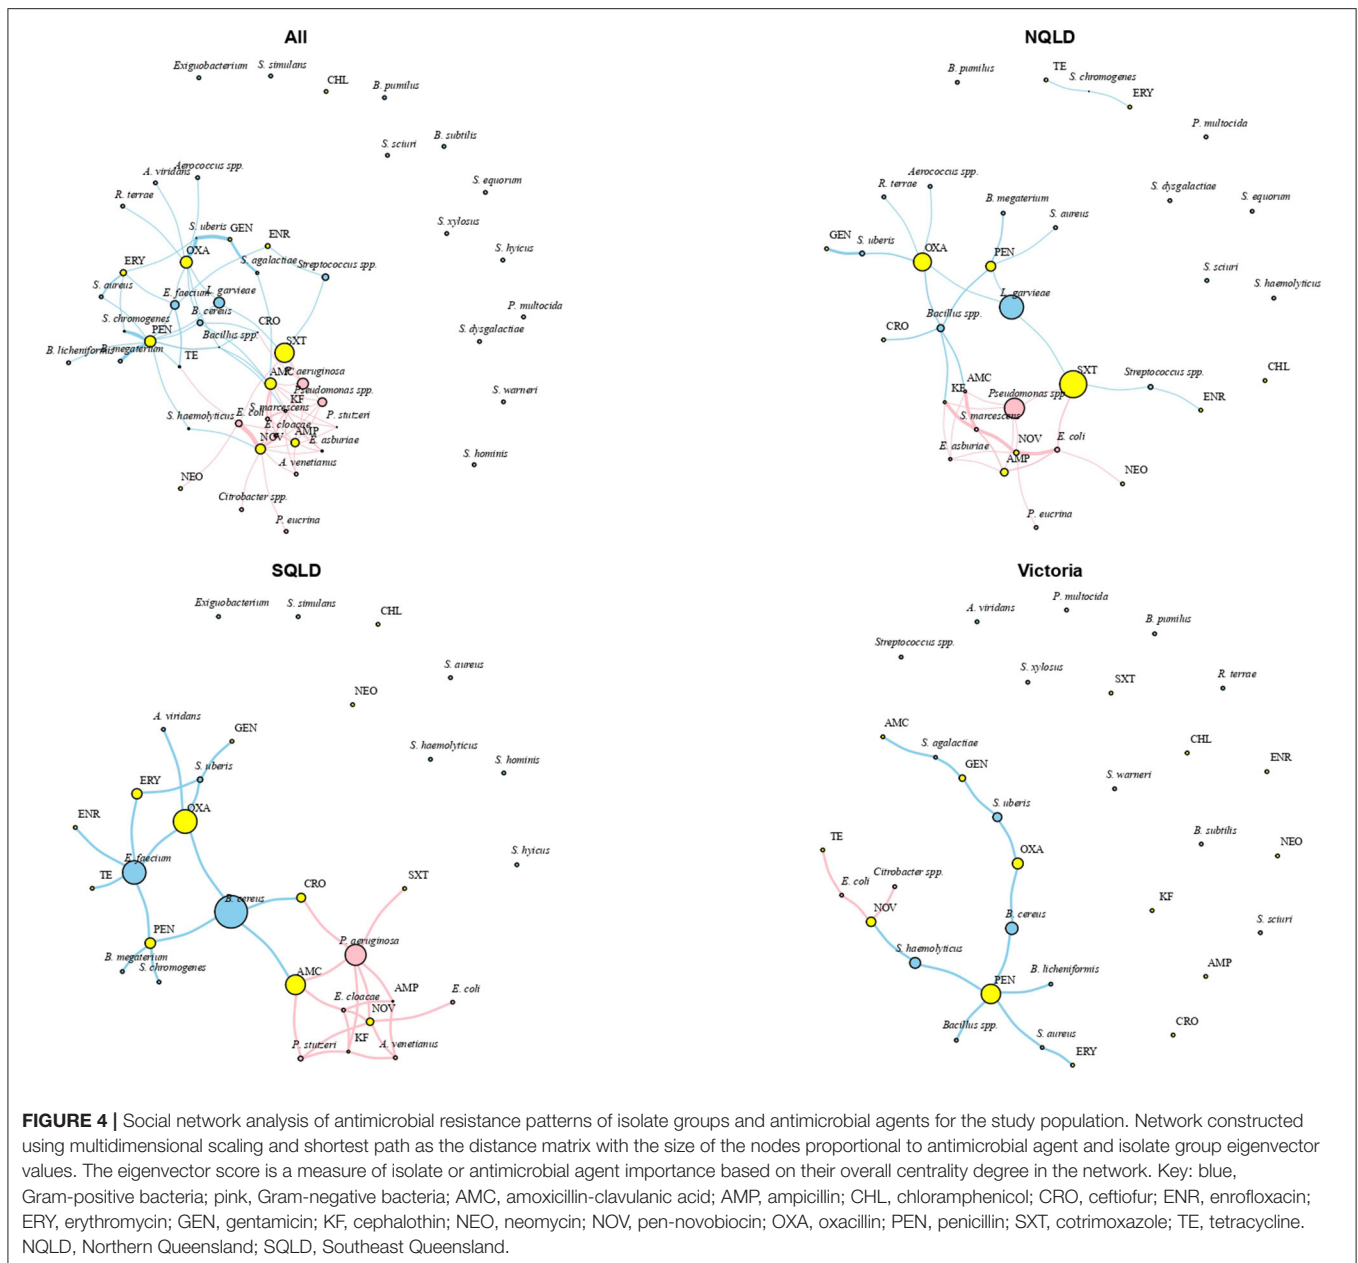 All
Exiguobacterium
S. simulans
CHL
B. pumilus
B. subtilis
S. sciuri
Aerococcus spp.
A. viridans
R. terrae
S. equorum
S. xylosus
S. uberis
GEN
ENR
OXA
S. hyicus
S. agalactiae
Streptococcus spp.
ERY
S. aureus
E. faecium
L. garvieae
P. multocida
B. cereus
S. chromogenes
CRO
PEN
Bacillus spp.
S. dysgalactiae
SXT
B. licheniformis
B. megaterium
TE
AMC
P. aeruginosa
Pseudomonas spp.
S. warneri
KF
S. marcescens
S. haemolyticus
E. coli
P. stutzeri
E. cloacae
AMP
NOV
E. asburiae
S. hominis
A. venetianus
NEO
Citrobacter spp.
P. eucrina
NQLD
B. pumilus
TE
S. chromogenes
ERY
P. multocida
Aerococcus spp.
R. terrae
S. dysgalactiae
S. equorum
B. megaterium
S. aureus
GEN
S. uberis
OXA
PEN
S. sciuri
S. haemolyticus
L. garvieae
Bacillus spp.
CRO
SXT
Streptococcus spp.
CHL
AMC
KF
Pseudomonas spp.
ENR
S. marcescens
E. asburiae
NOV
E. coli
AMP
NEO
P. eucrina
SQLD
Exiguobacterium
S. simulans
CHL
S. aureus
NEO
A. viridans
GEN
S. haemolyticus
S. hominis
S. uberis
ERY
OXA
ENR
E. faecium
S. hyicus
TE
SXT
CRO
B. cereus
PEN
P. aeruginosa
B. megaterium
S. chromogenes
AMC
AMP
E. coli
E. cloacae
NOV
KF
P. stutzeri
A. venetianus
Victoria
P. multocida
A. viridans
B. pumilus
Streptococcus spp.
S. xylosus
SXT
R. terrae
AMC
S. agalactiae
CHL
GEN
ENR
S. warneri
S. uberis
TE
B. subtilis
NEO
OXA
Citrobacter spp.
E. coli
KF
NOV
B. cereus
S. sciuri
S. haemolyticus
AMP
B. licheniformis
PEN
CRO
Bacillus spp.
S. aureus
ERY
FIGURE 4 | Social network analysis of antimicrobial resistance patterns of isolate groups and antimicrobial agents for the study population. Network constructed
using multidimensional scaling and shortest path as the distance matrix with the size of the nodes proportional to antimicrobial agent and isolate group eigenvector
values. The eigenvector score is a measure of isolate or antimicrobial agent importance based on their overall centrality degree in the network. Key: blue,
Gram-positive bacteria; pink, Gram-negative bacteria; AMC, amoxicillin-clavulanic acid; AMP, ampicillin; CHL, chloramphenicol; CRO, ceftiofur; ENR, enrofloxacin;
ERY, erythromycin; GEN, gentamicin; KF, cephalothin; NEO, neomycin; NOV, pen-novobiocin; OXA, oxacillin; PEN, penicillin; SXT, cotrimoxazole; TE, tetracycline.
NQLD, Northern Queensland; SQLD, Southeast Queensland.